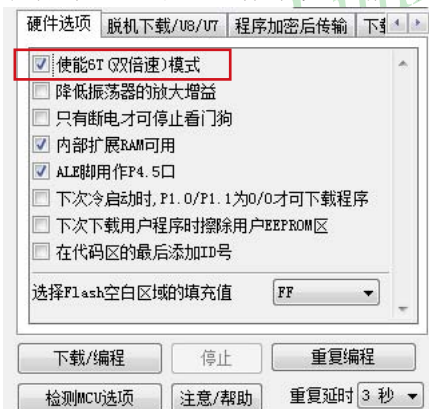 硬件选项 脱机下载/U8/U7 程序加密后传输
使能6T(双倍速)模式
降低振荡器的放大增益
只有断电才可停止看门狗
内部扩展RAM可用
ALE脚用作P4.5口
下次冷启动时,P1.0/P1.1为0/0才可下载程序
下次下载用户程序时擦除用户EEPROM区
在代码区的最后添加ID号
选择Flash空白区域的填充值 FF
下载/编程 停止 重复编程
检测MCU选项 注意/帮助 重复延时 3 秒